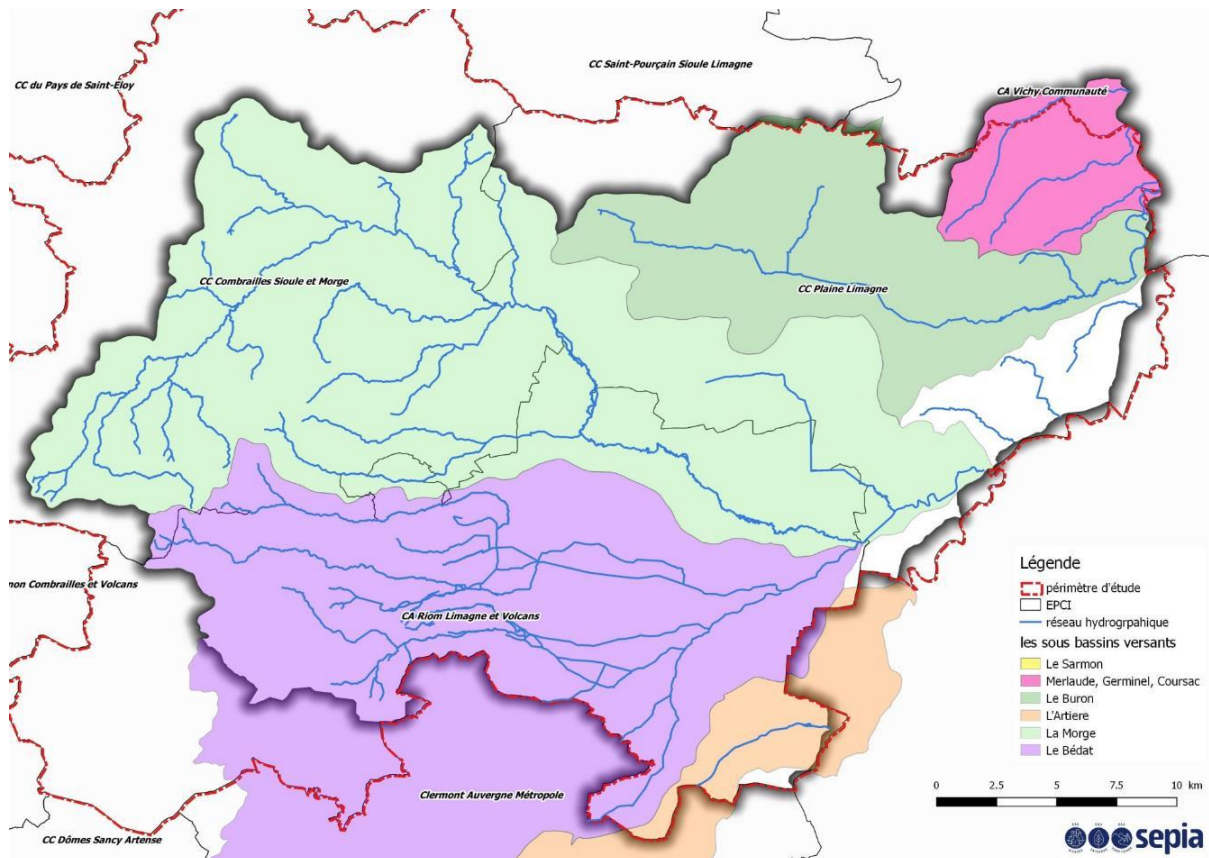 CC Saint-Pourçain Sioule Limagne
CC du Pays de Saint-Eloy
CA Vichy Communauté
CC Combrailles Sioule et Morge
CC Plaine Limagne
non Combrailles et Volcans
CA Riom Limagne et Volcans
Clermont Auvergne Métropole
CC Dômes Sancy Artense
Légende
périmètre d'étude
EPCI
réseau hydrogrpahique
les sous bassins versants
Le Sarmon
Merlaude, Germinel, Coursac
Le Buron
L'Artiere
La Morge
Le Bédat
0 2.5 5 7.5 10 km
sepia